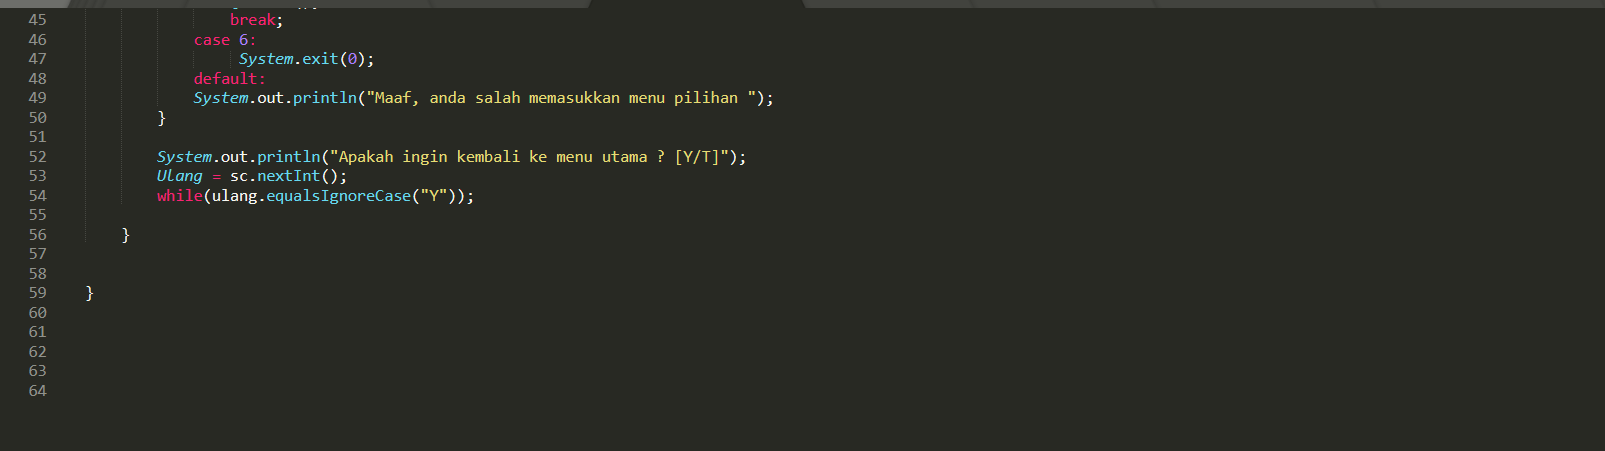 45 break;
46 case 6:
47 System.exit(0);
48 default:
49 System.out.println("Maaf, anda salah memasukkan menu pilihan ");
50 }
51
52 System.out.println("Apakah ingin kembali ke menu utama ? [Y/T]");
53 Ulang = sc.nextInt();
54 while(ulang.equalsIgnoreCase("Y"));
55
56 }
57
58
59 }
60
61
62
63
64